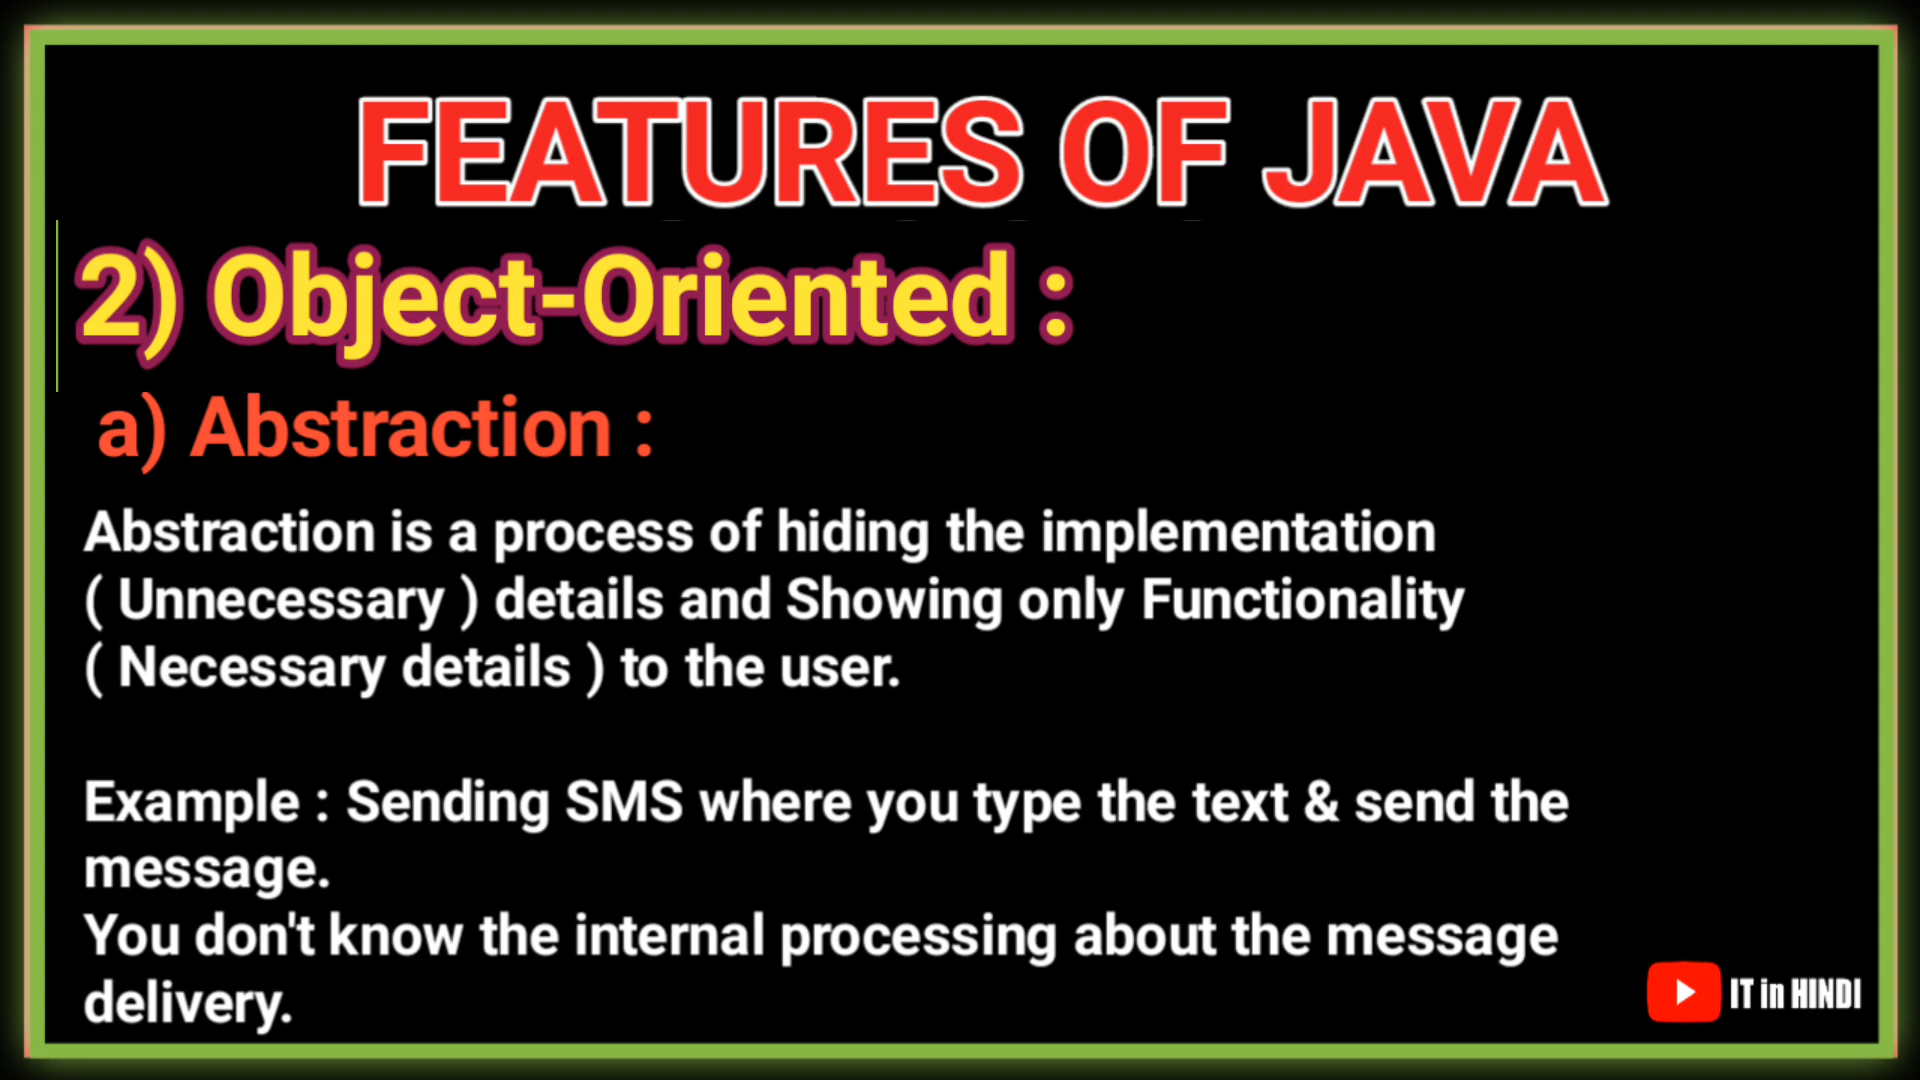 FEATURES OF JAVA
2) Object-Oriented :
a) Abstraction :
Abstraction is a process of hiding the implementation
( Unnecessary ) details and Showing only Functionality
( Necessary details ) to the user.
Example : Sending SMS where you type the text & send the
message.
You don't know the internal processing about the message
delivery.
IT in HINDI